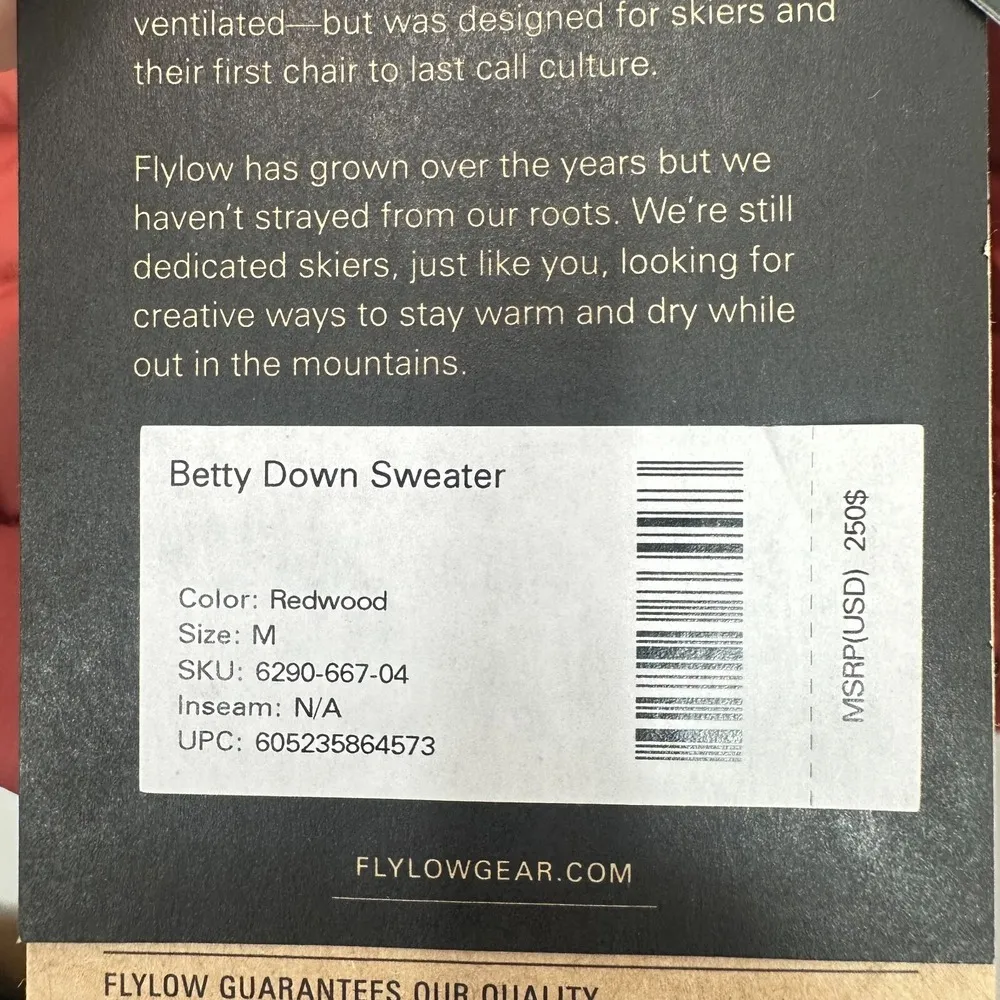 ventilated—but was designed for skiers and
their first chair to last call culture.
Flylow has grown over the years but we
haven't strayed from our roots. We're still
dedicated skiers, just like you, looking for
creative ways to stay warm and dry while
out in the mountains.
Betty Down Sweater
Color: Redwood
Size: M
SKU: 6290-667-04
Inseam: N/A
UPC: 605235864573
MSRP(USD) 250$
FLYLOWGEAR.COM
FLYLOW GUARANTEES OUR QUALITY